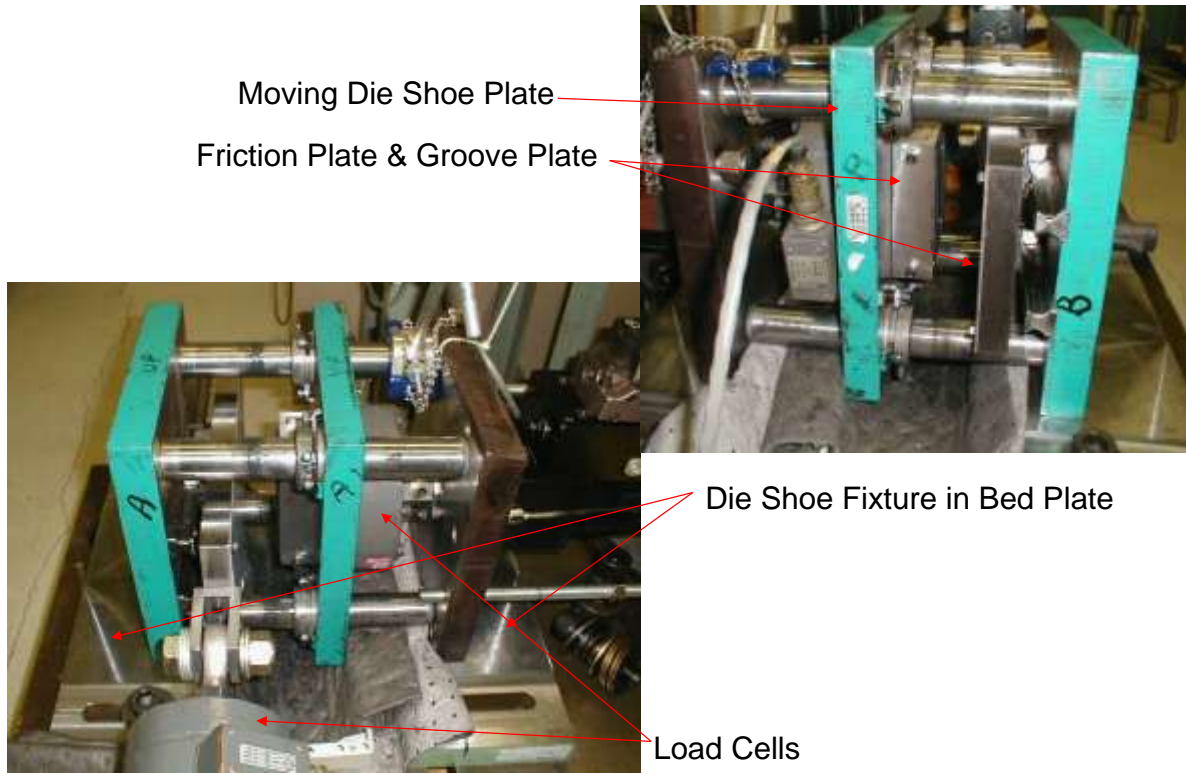 Moving Die Shoe Plate
Friction Plate & Groove Plate
B
A
Die Shoe Fixture in Bed Plate
Load Cells